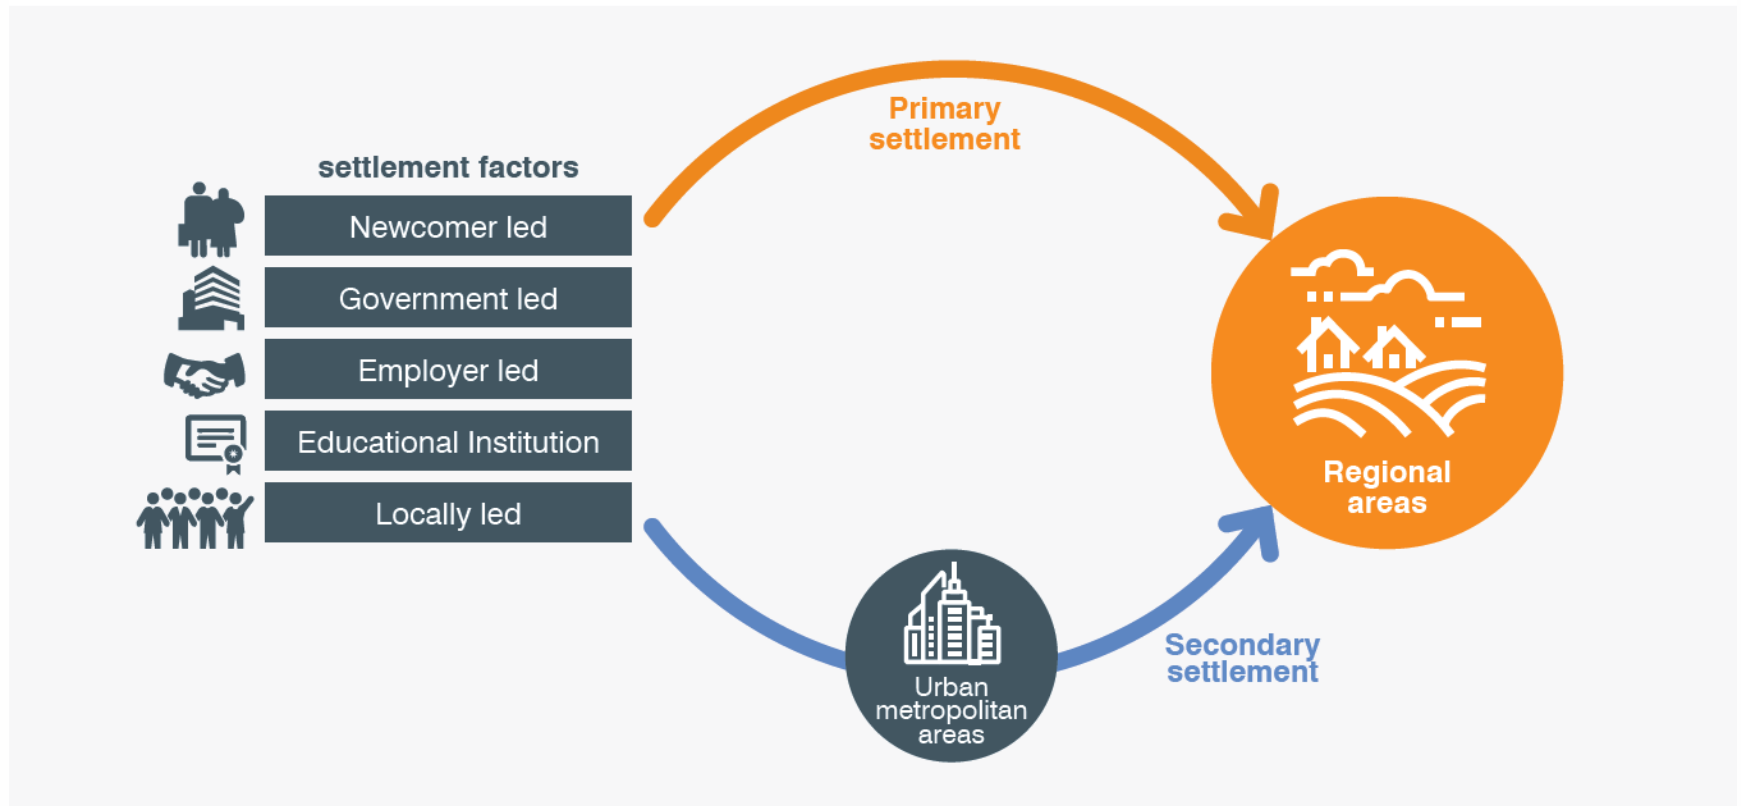 settlement factors
Newcomer led
Government led
Employer led
Educational Institution
Locally led
Primary
settlement
Regional
areas
Secondary
settlement
Urban
metropolitan
areas